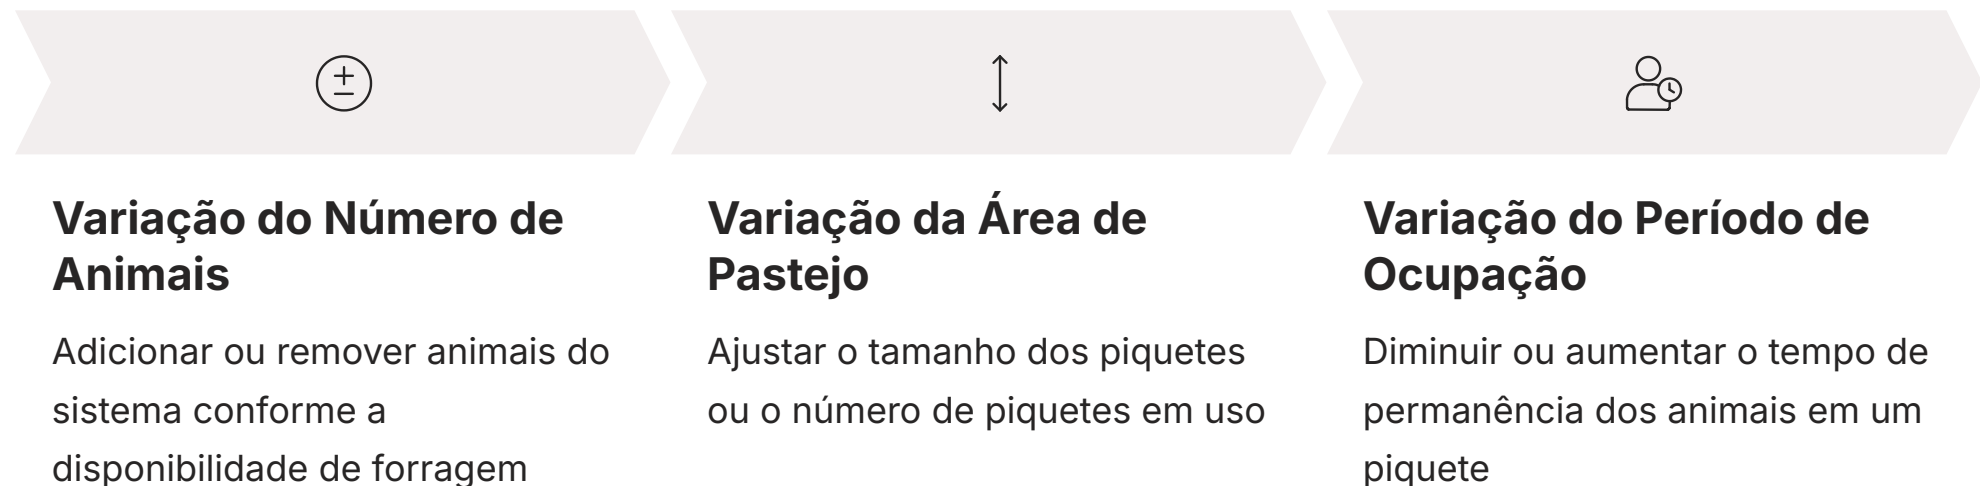 Variação do Número de
Animais
Adicionar ou remover animais do
sistema conforme a
disponibilidade de forragem
Variação da Área de
Pastejo
Ajustar o tamanho dos piquetes
ou o número de piquetes em uso
Variação do Período de
Ocupação
Diminuir ou aumentar o tempo de
permanência dos animais em um
piquete